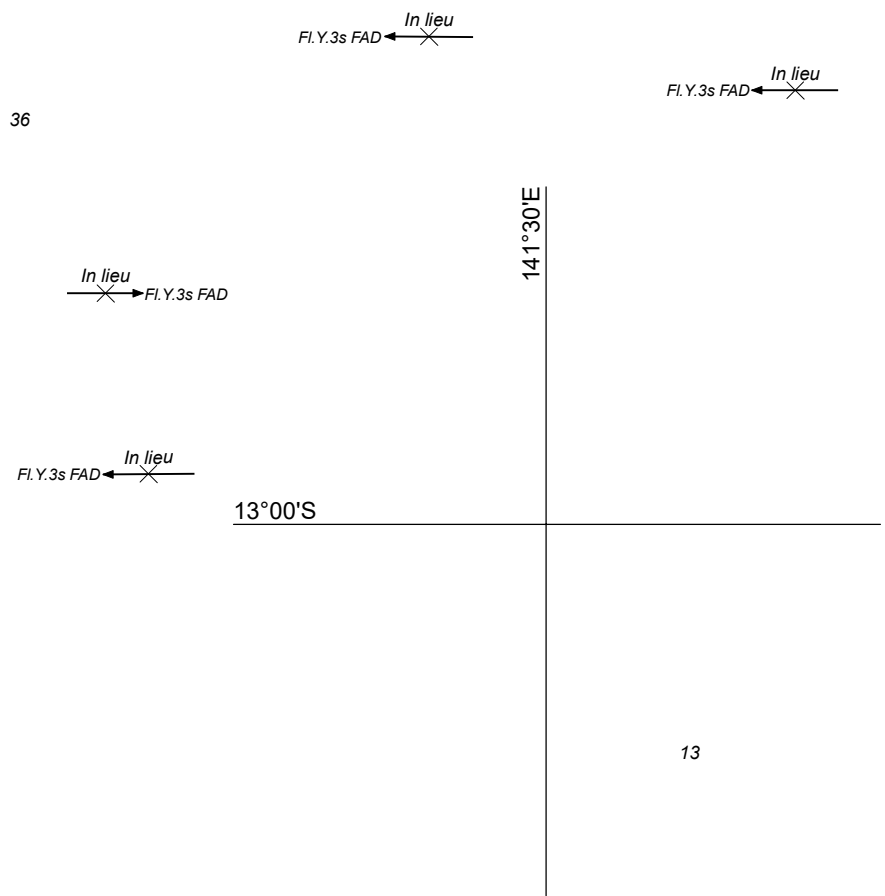 In lieu
Fl.Y.3s FAD
In lieu
Fl.Y.3s FAD
36
141°30'E
In lieu
Fl.Y.3s FAD
In lieu
Fl.Y.3s FAD
13°00'S
13